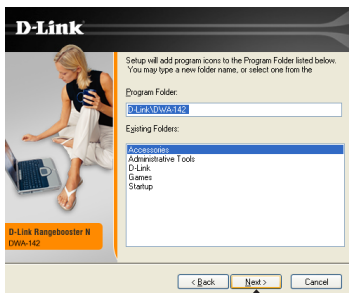 D-Link
Setup will add program icons to the Program Folder listed below.
You may type a new folder name, or select one from the
Program Folder:
D-Link\DWA-142
Existing Folders:
Accessories
Administrative Tools
D-Link
Games
Startup
D-Link Rangebooster N
DWA-142
< Back
Next >
Cancel